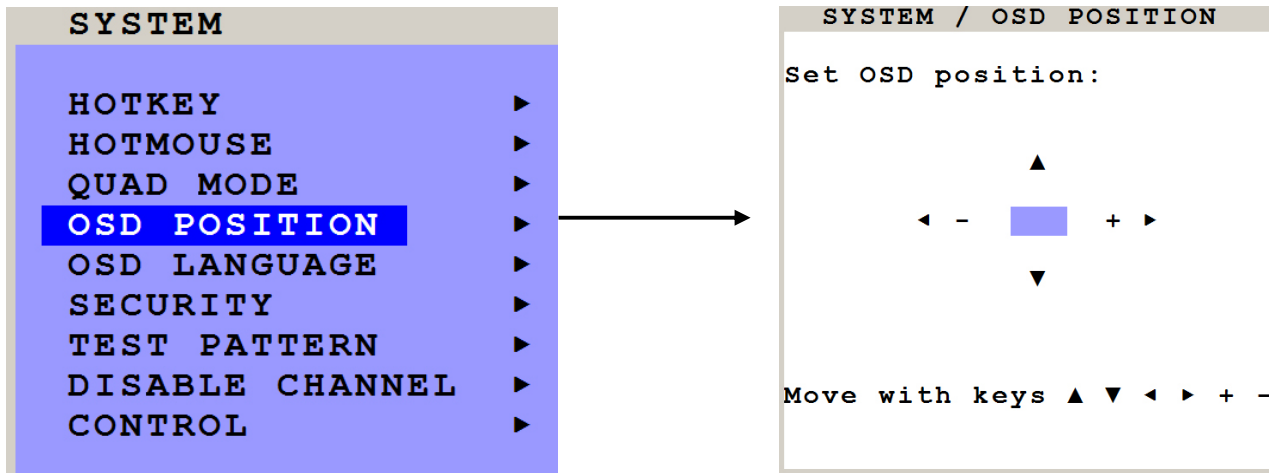 SYSTEM
HOTKEY ►
HOTMOUSE ►
QUAD MODE ►
OSD POSITION ►
OSD LANGUAGE ►
SECURITY ►
TEST PATTERN ►
DISABLE CHANNEL ►
CONTROL ►
SYSTEM / OSD POSITION
Set OSD position:
▲
◄ - + ►
▼
Move with keys ▲ ▼ ◄ ► + -